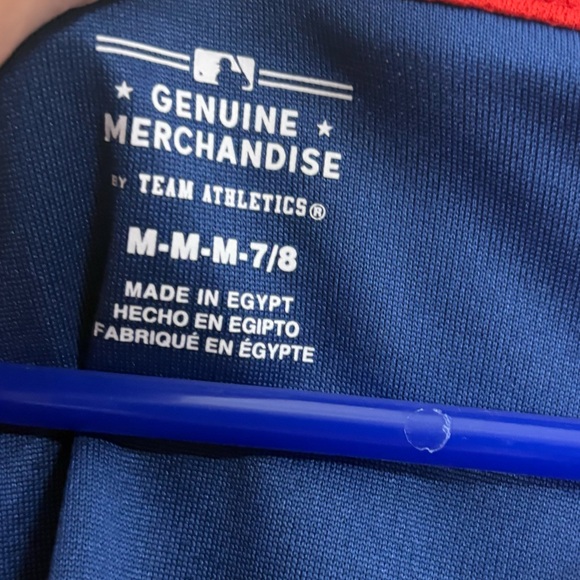 ★ GENUINE ★
MERCHANDISE
BY TEAM ATHLETICS®
M-M-M-7/8
MADE IN EGYPT
HECHO EN EGIPTO
FABRIQUÉ EN ÉGYPTE